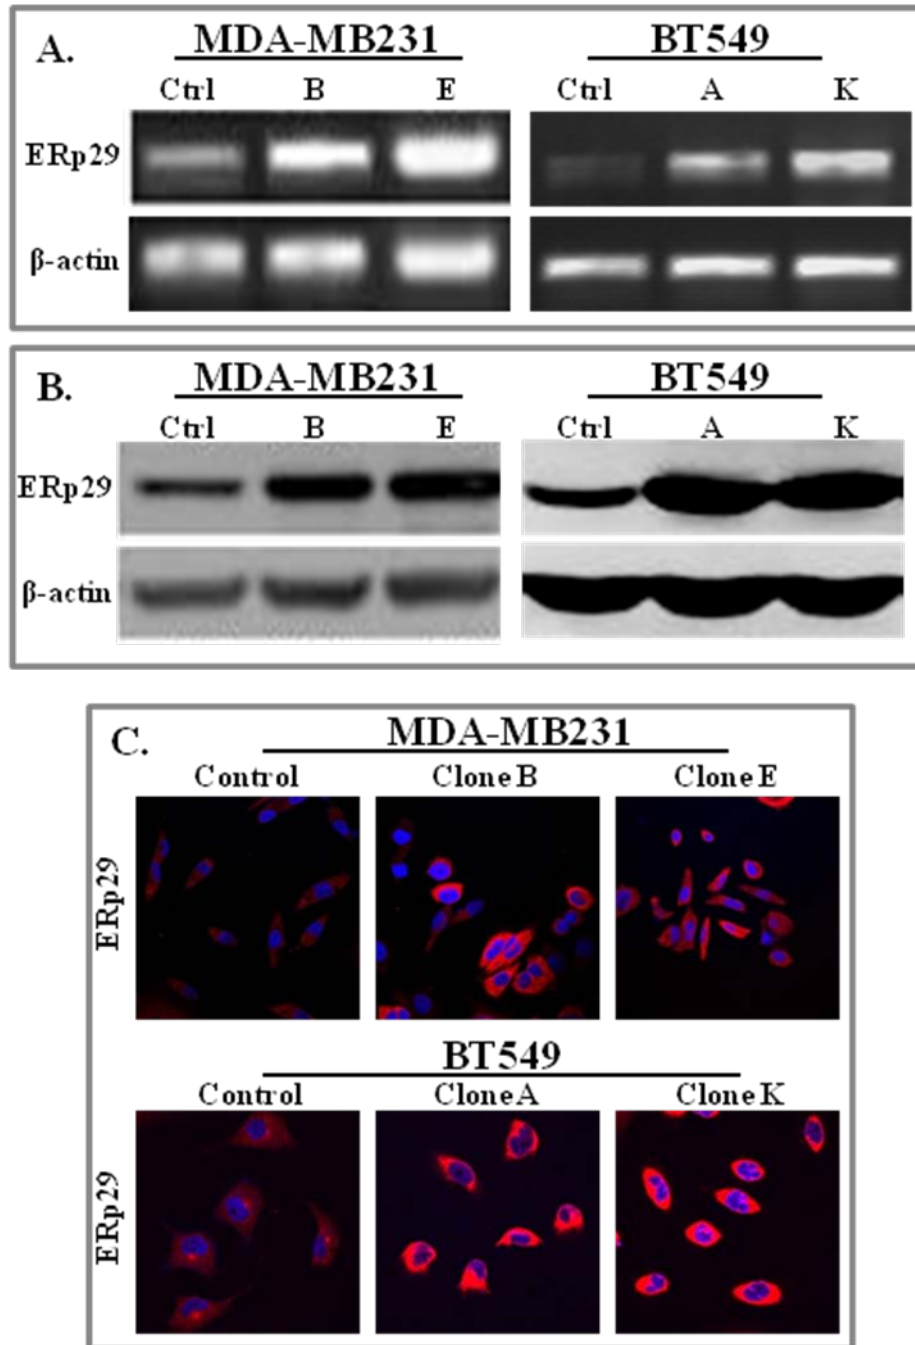 A.
MDA-MB231 BT549
Ctrl B E Ctrl A K
ERp29
β-actin
B.
MDA-MB231 BT549
Ctrl B E Ctrl A K
ERp29
β-actin
C.
MDA-MB231
Control Clone B Clone E
ERp29
BT549
Control Clone A Clone K
ERp29